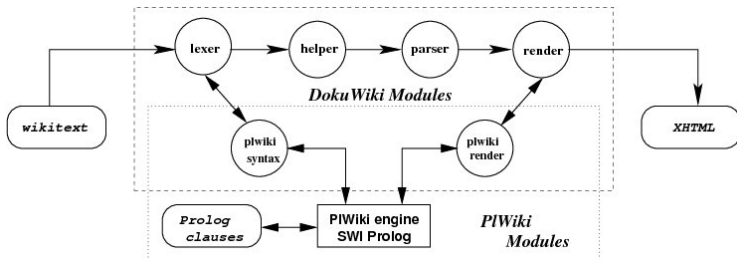 lexer
helper
parser
render
DokuWiki Modules
wikitext
XHTML
plwiki
syntax
plwiki
render
Prolog
clauses
PlWiki engine
SWI Prolog
PlWiki
Modules